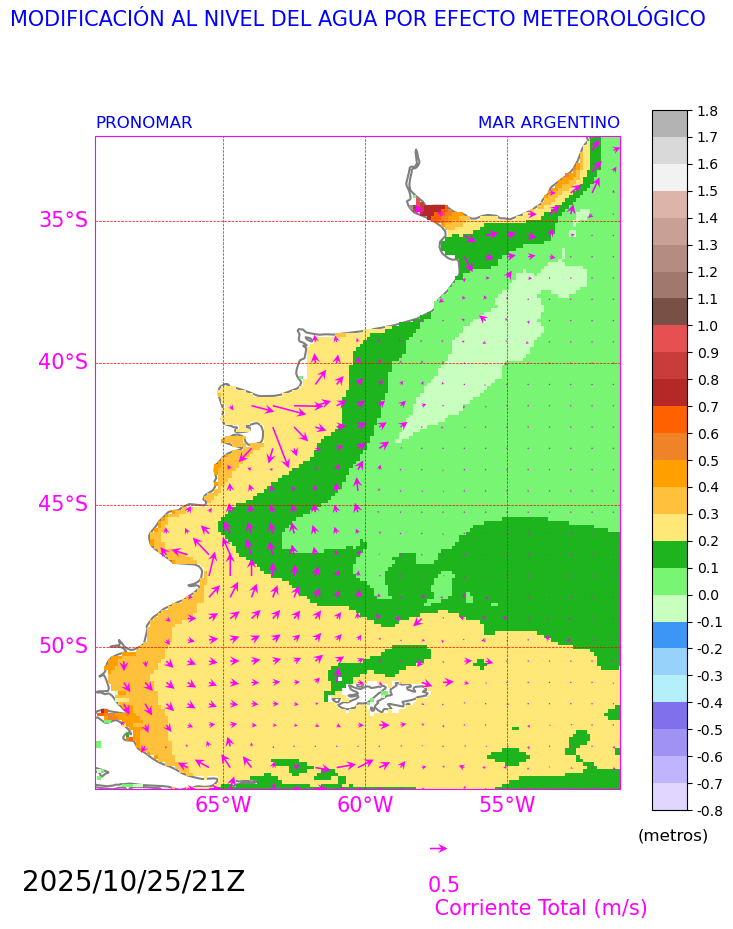 MODIFICACIÓN AL NIVEL DEL AGUA POR EFECTO METEOROLÓGICO
PRONOMAR
MAR ARGENTINO
35°S
40°S
45°S
50°S
65°W
60°W
55°W
1.8
1.7
1.6
1.5
1.4
1.3
1.2
1.1
1.0
0.9
0.8
0.7
0.6
0.5
0.4
0.3
0.2
0.1
0.0
-0.1
-0.2
-0.3
-0.4
-0.5
-0.6
-0.7
-0.8
(metros)
2025/10/25/21Z
0.5
Corriente Total (m/s)